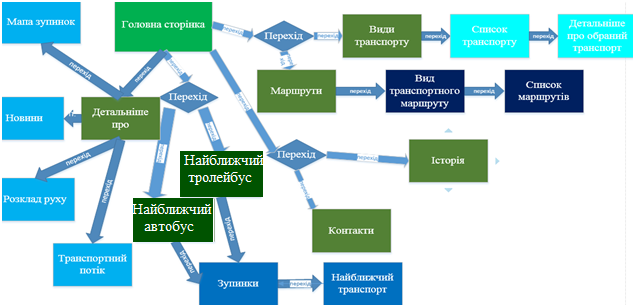 Мапа зупинок
Головна сторінка
перехід
Перехід
перехід
Види
транспорту
перехід
Список
транспорту
перехід
Детальніше
про обраний
транспорт
перехід
перехід
перехід
Маршрути
перехід
Вид
транспортного
маршруту
перехід
Список
маршрутів
Новини
перехід
Детальніше
про
Перехід
перехід
перехід
Перехід
перехід
Історія
Найближчий
тролейбус
Розклад руху
перехід
Найближчий
автобус
перехід
Контакти
Транспортний
потік
перехід
перехід
Зупинки
перехід
Найближчий
транспорт